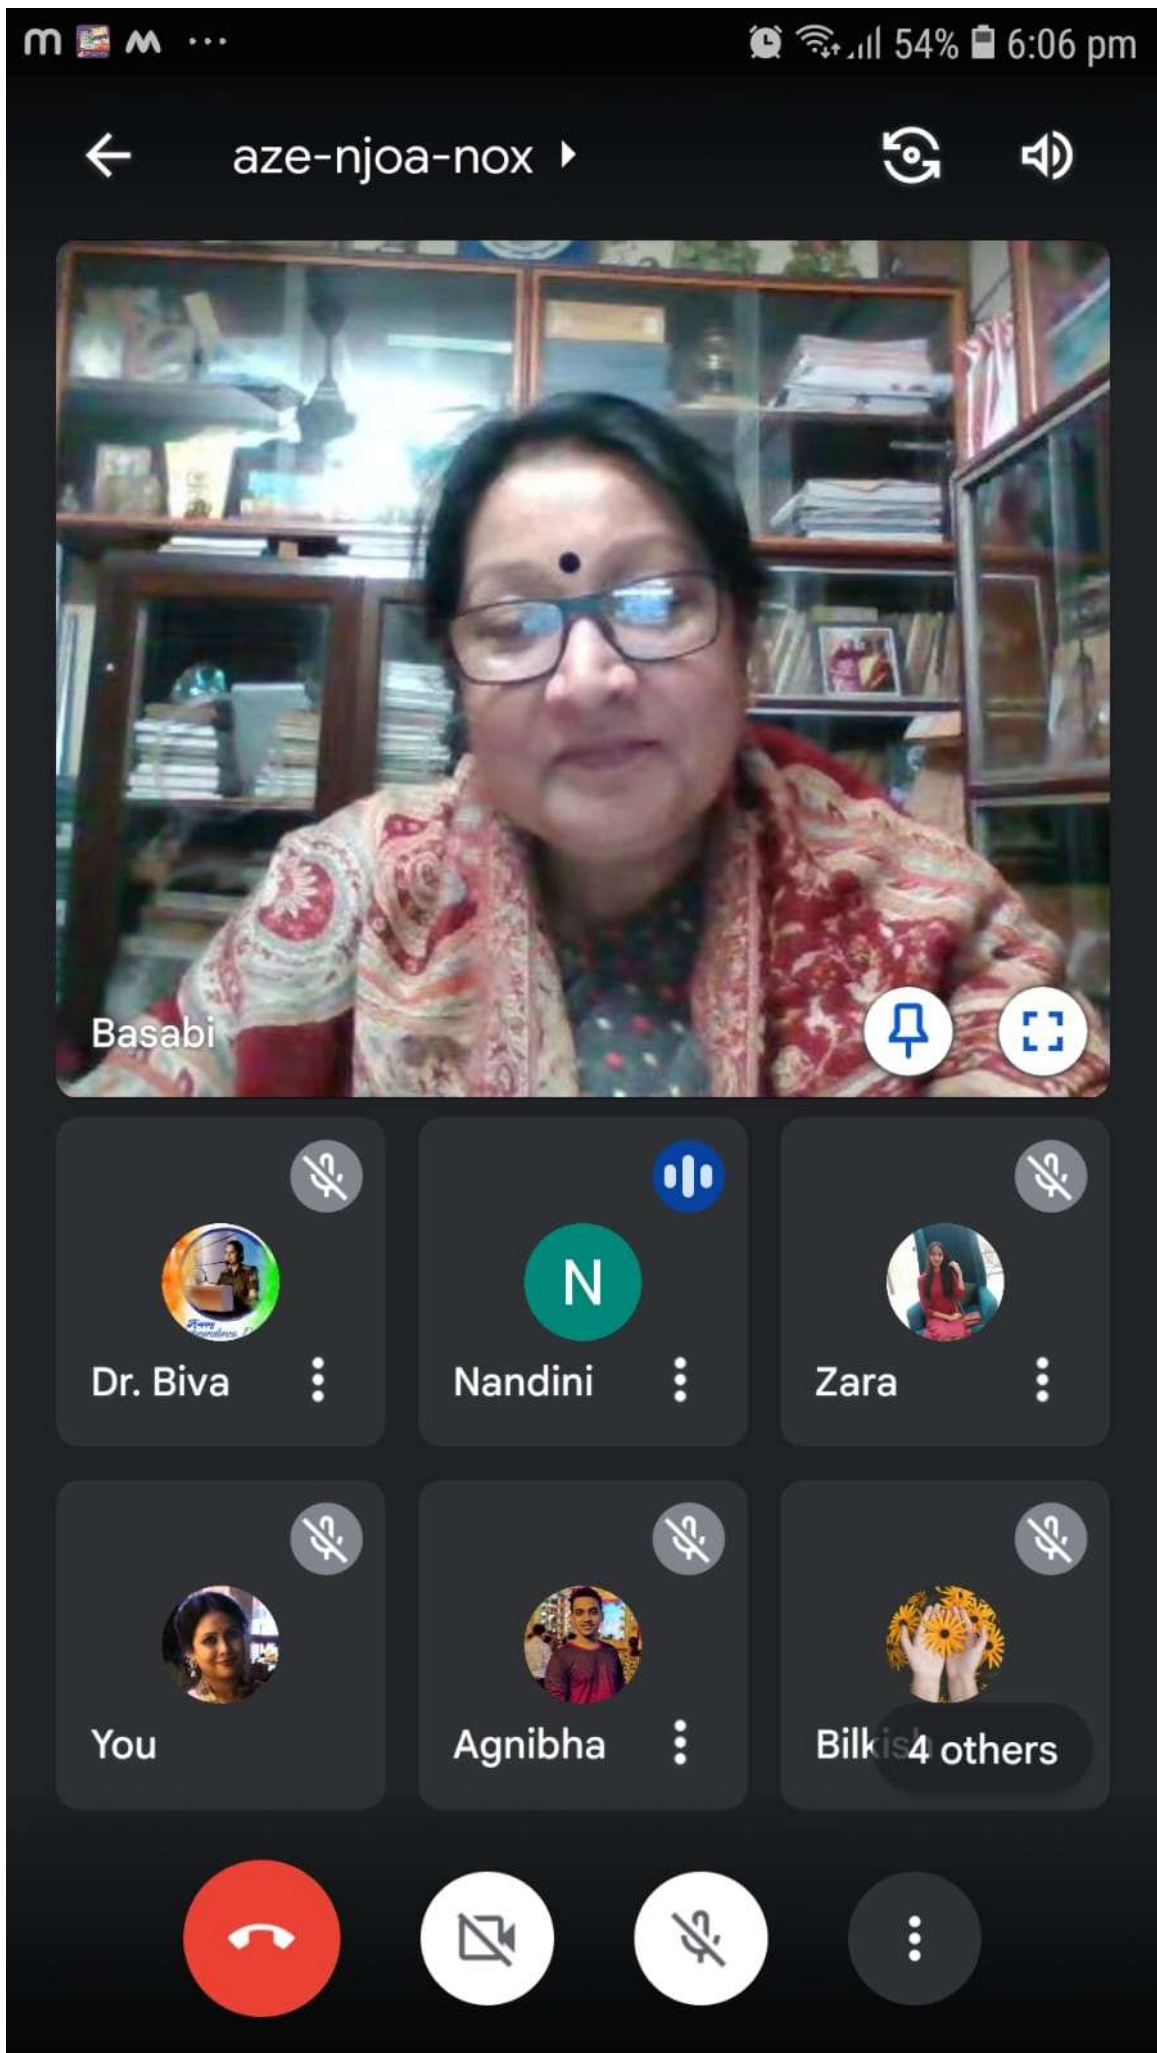 54% 6:06 pm
aze-njoa-nox
Basabi
Dr. Biva
N
Nandini
Zara
You
Agnibha
4 others